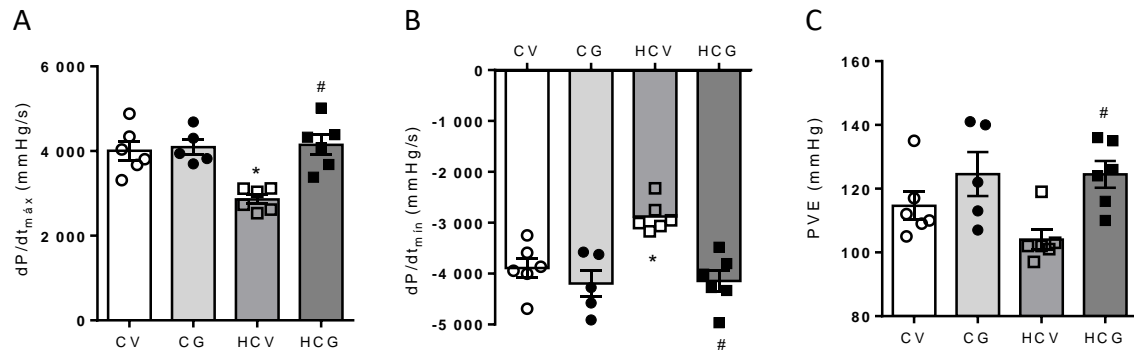 A
dP/dtmáx (mmHg/s)
6 000
4 000
2 000
0
*
#
CV CG HCV HCG
B
CV CG HCV HCG
dP/dtmín (mmHg/s)
0
-1 000
-2 000
-3 000
-4 000
-5 000
*
#
C
PVE (mmHg)
160
140
120
100
80
#
CV CG HCV HCG